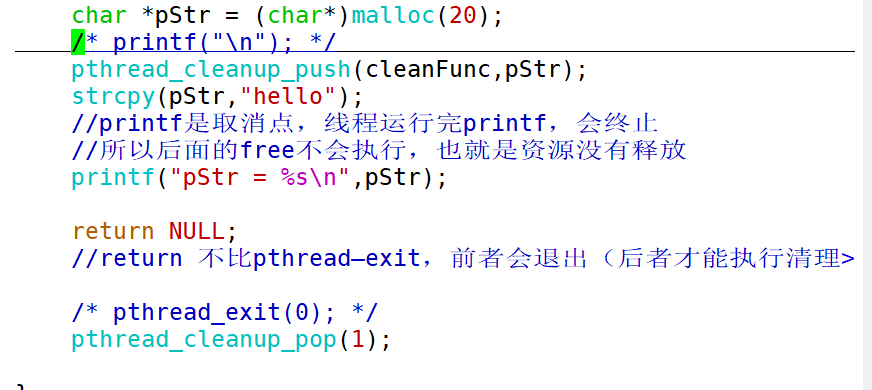 char *pStr = (char*)malloc(20);
/* printf("\n"); */
pthread_cleanup_push(cleanFunc,pStr);
strcpy(pStr,"hello");
//printf是取消点，线程运行完printf，会终止
//所以后面的free不会执行，也就是资源没有释放
printf("pStr = %s\n",pStr);
return NULL;
//return 不比pthread—exit，前者会退出（后者才能执行清理>
/* pthread_exit(0); */
pthread_cleanup_pop(1);